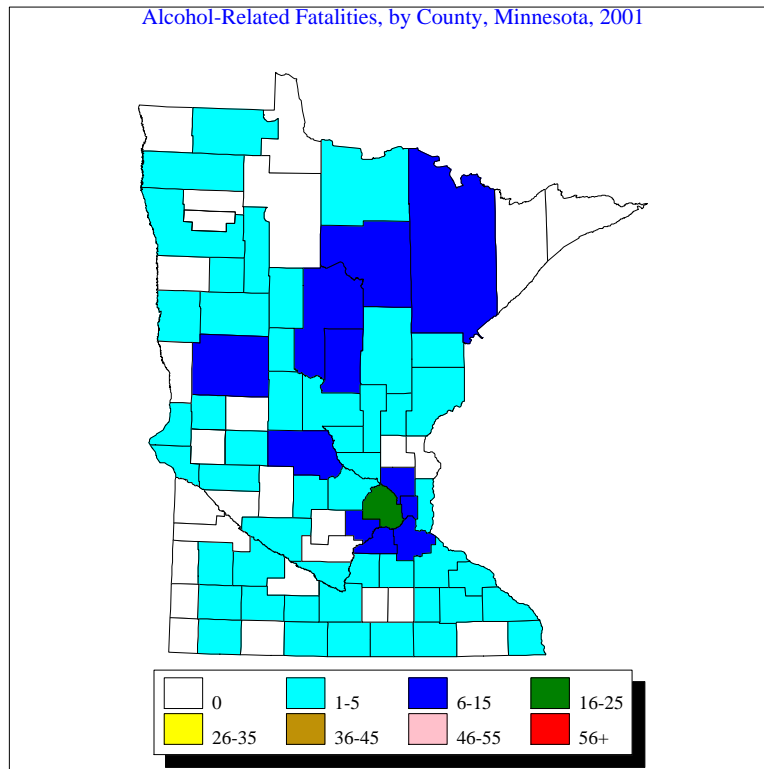 Alcohol-Related Fatalities, by County, Minnesota, 2001
0 1-5 6-15 16-25
26-35 36-45 46-55 56+